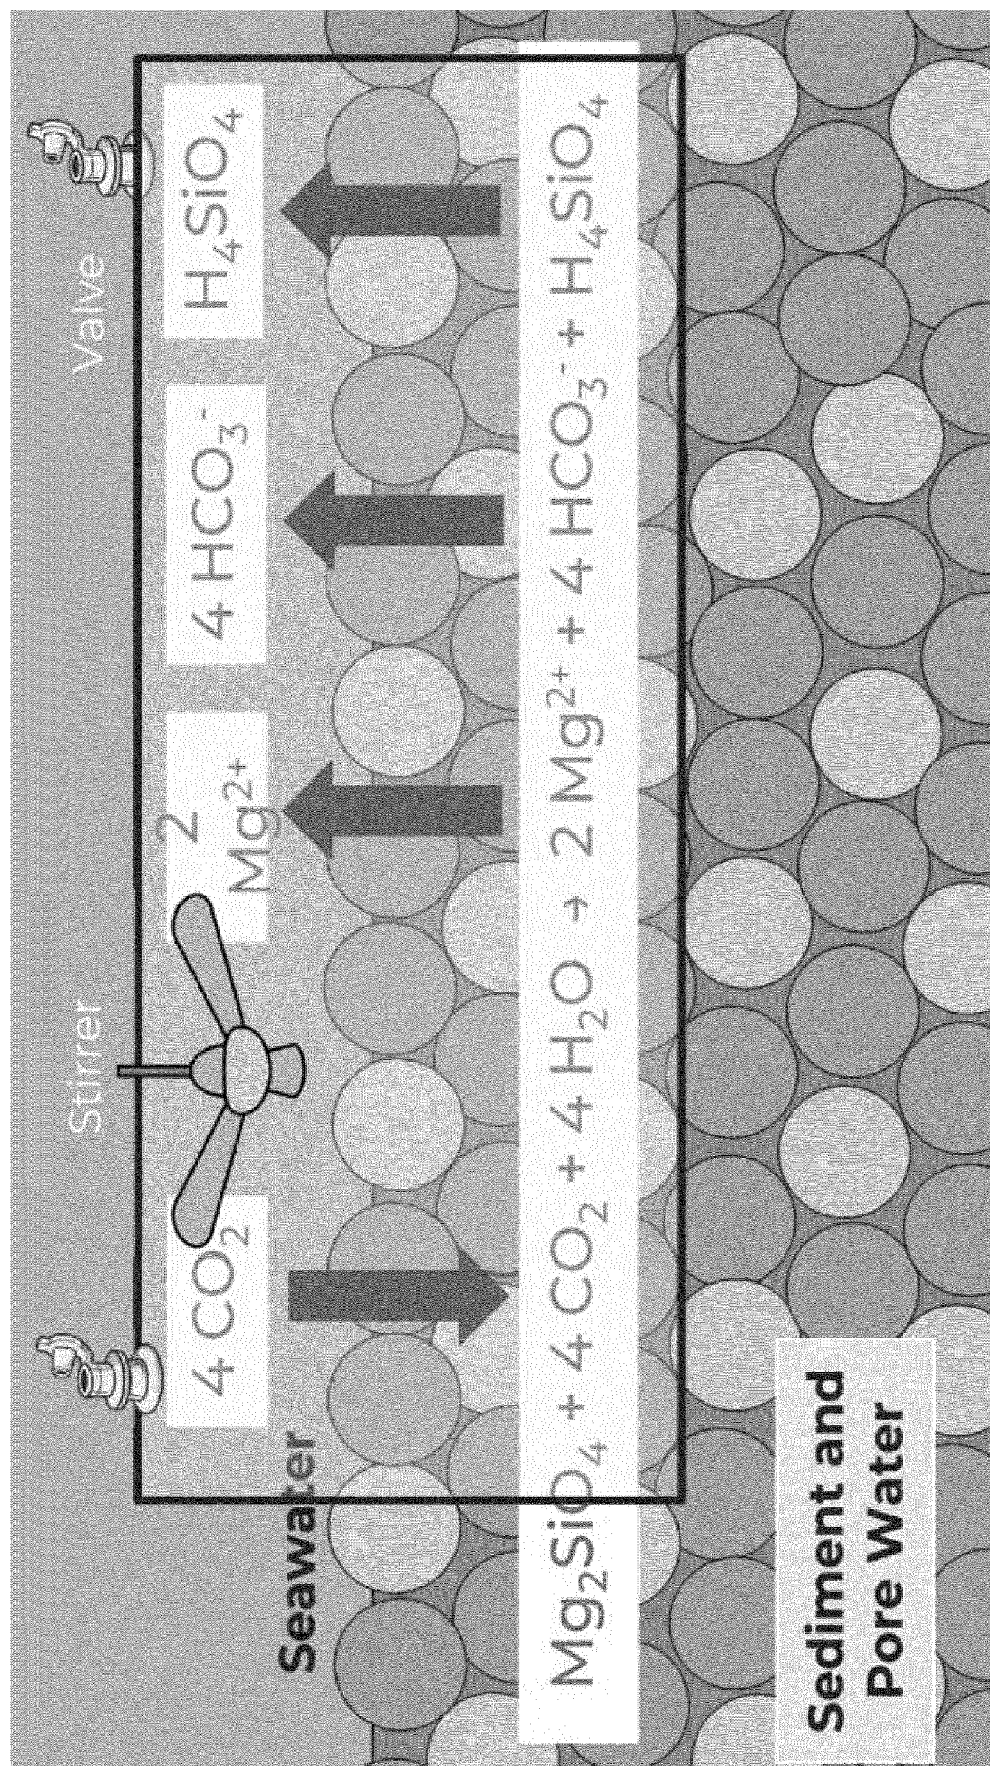 Stirrer
Valve
4 CO₂
2
Mg²⁺
4 HCO₃⁻
H₄SiO₄
Seawater
Mg₂SiO₄ + 4 CO₂ + 4 H₂O → 2 Mg²⁺ + 4 HCO₃⁻ + H₄SiO₄
Sediment and
Pore Water